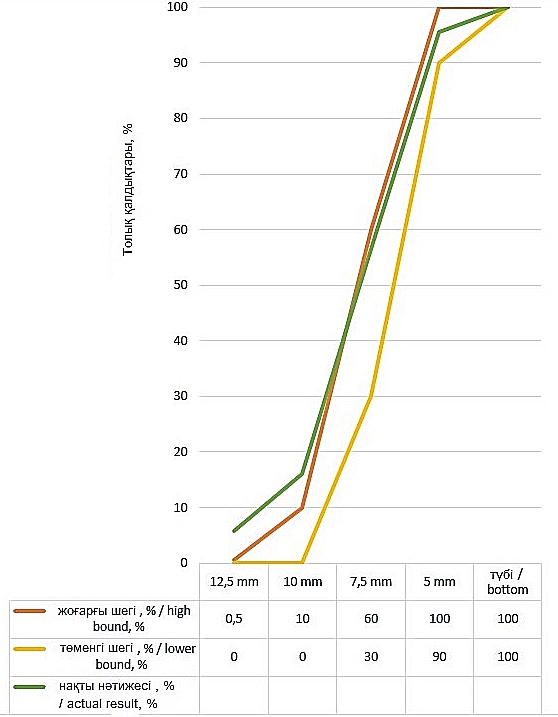 100
90
80
70
60
50
40
30
20
10
0
Толық қалдықтары, %
12,5 mm 10 mm 7,5 mm 5 mm түбі / bottom
жоғарғы шегі , % / high
bound, % 0,5 10 60 100 100
төменгі шегі , % / lower
bound, % 0 0 30 90 100
нақты нәтижесі , %
/ actual result, %